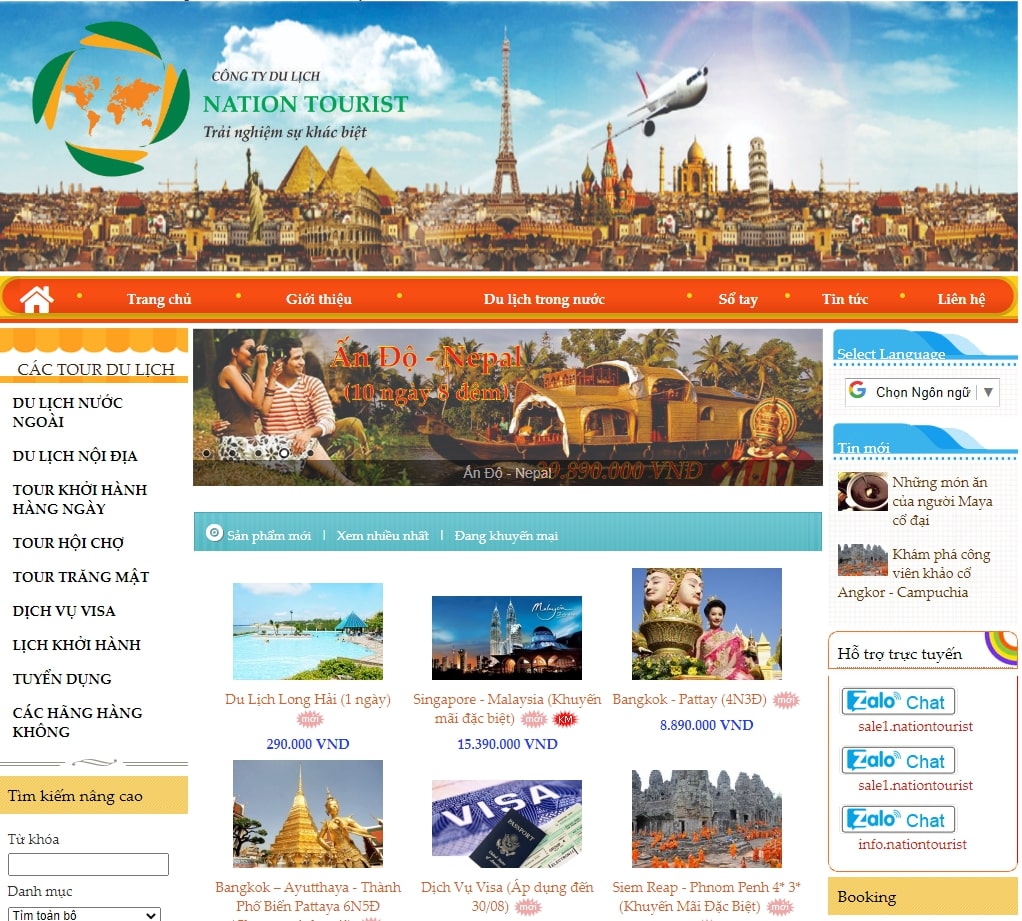 CÔNG TY DU LỊCH
NATION TOURIST
Trải nghiệm sự khác biệt
Trang chủ
Giới thiệu
Du lịch trong nước
Sổ tay
Tin tức
Liên hệ
CÁC TOUR DU LỊCH
DU LỊCH NƯỚC
NGOÀI
DU LỊCH NỘI ĐỊA
TOUR KHỞI HÀNH
HÀNG NGÀY
TOUR HỘI CHỢ
TOUR TRĂNG MẬT
DỊCH VỤ VISA
LỊCH KHỞI HÀNH
TUYỂN DỤNG
CÁC HÃNG HÀNG
KHÔNG
Tìm kiếm nâng cao
Từ khóa
Danh mục
Tìm toàn bộ
Ấn Độ - Nepal
(10 ngày 8 đêm)
Ấn Độ - Nepal
39.890.000 VNĐ
Sản phẩm mới | Xem nhiều nhất | Đang khuyến mại
Du Lịch Long Hải (1 ngày)
mới
290.000 VND
Singapore - Malaysia (Khuyến
mãi đặc biệt) mới KM
15.390.000 VND
Malaysia
Bangkok - Pattay (4N3Đ) mới
8.890.000 VND
Bangkok – Ayutthaya - Thành
Phố Biển Pattaya 6N5Đ
VISA
PASSPORT
Dịch Vụ Visa (Áp dụng đến
30/08) mới
Siem Reap - Phnom Penh 4* 3*
(Khuyến Mãi Đặc Biệt) mới
Select Language
Chọn Ngôn ngữ ▼
Tin mới
Những món ăn
của người Maya
cổ đại
Khám phá công
viên khảo cổ
Angkor - Campuchia
Hỗ trợ trực tuyến
Zalo Chat
sale1.nationtourist
Zalo Chat
sale1.nationtourist
Zalo Chat
info.nationtourist
Booking